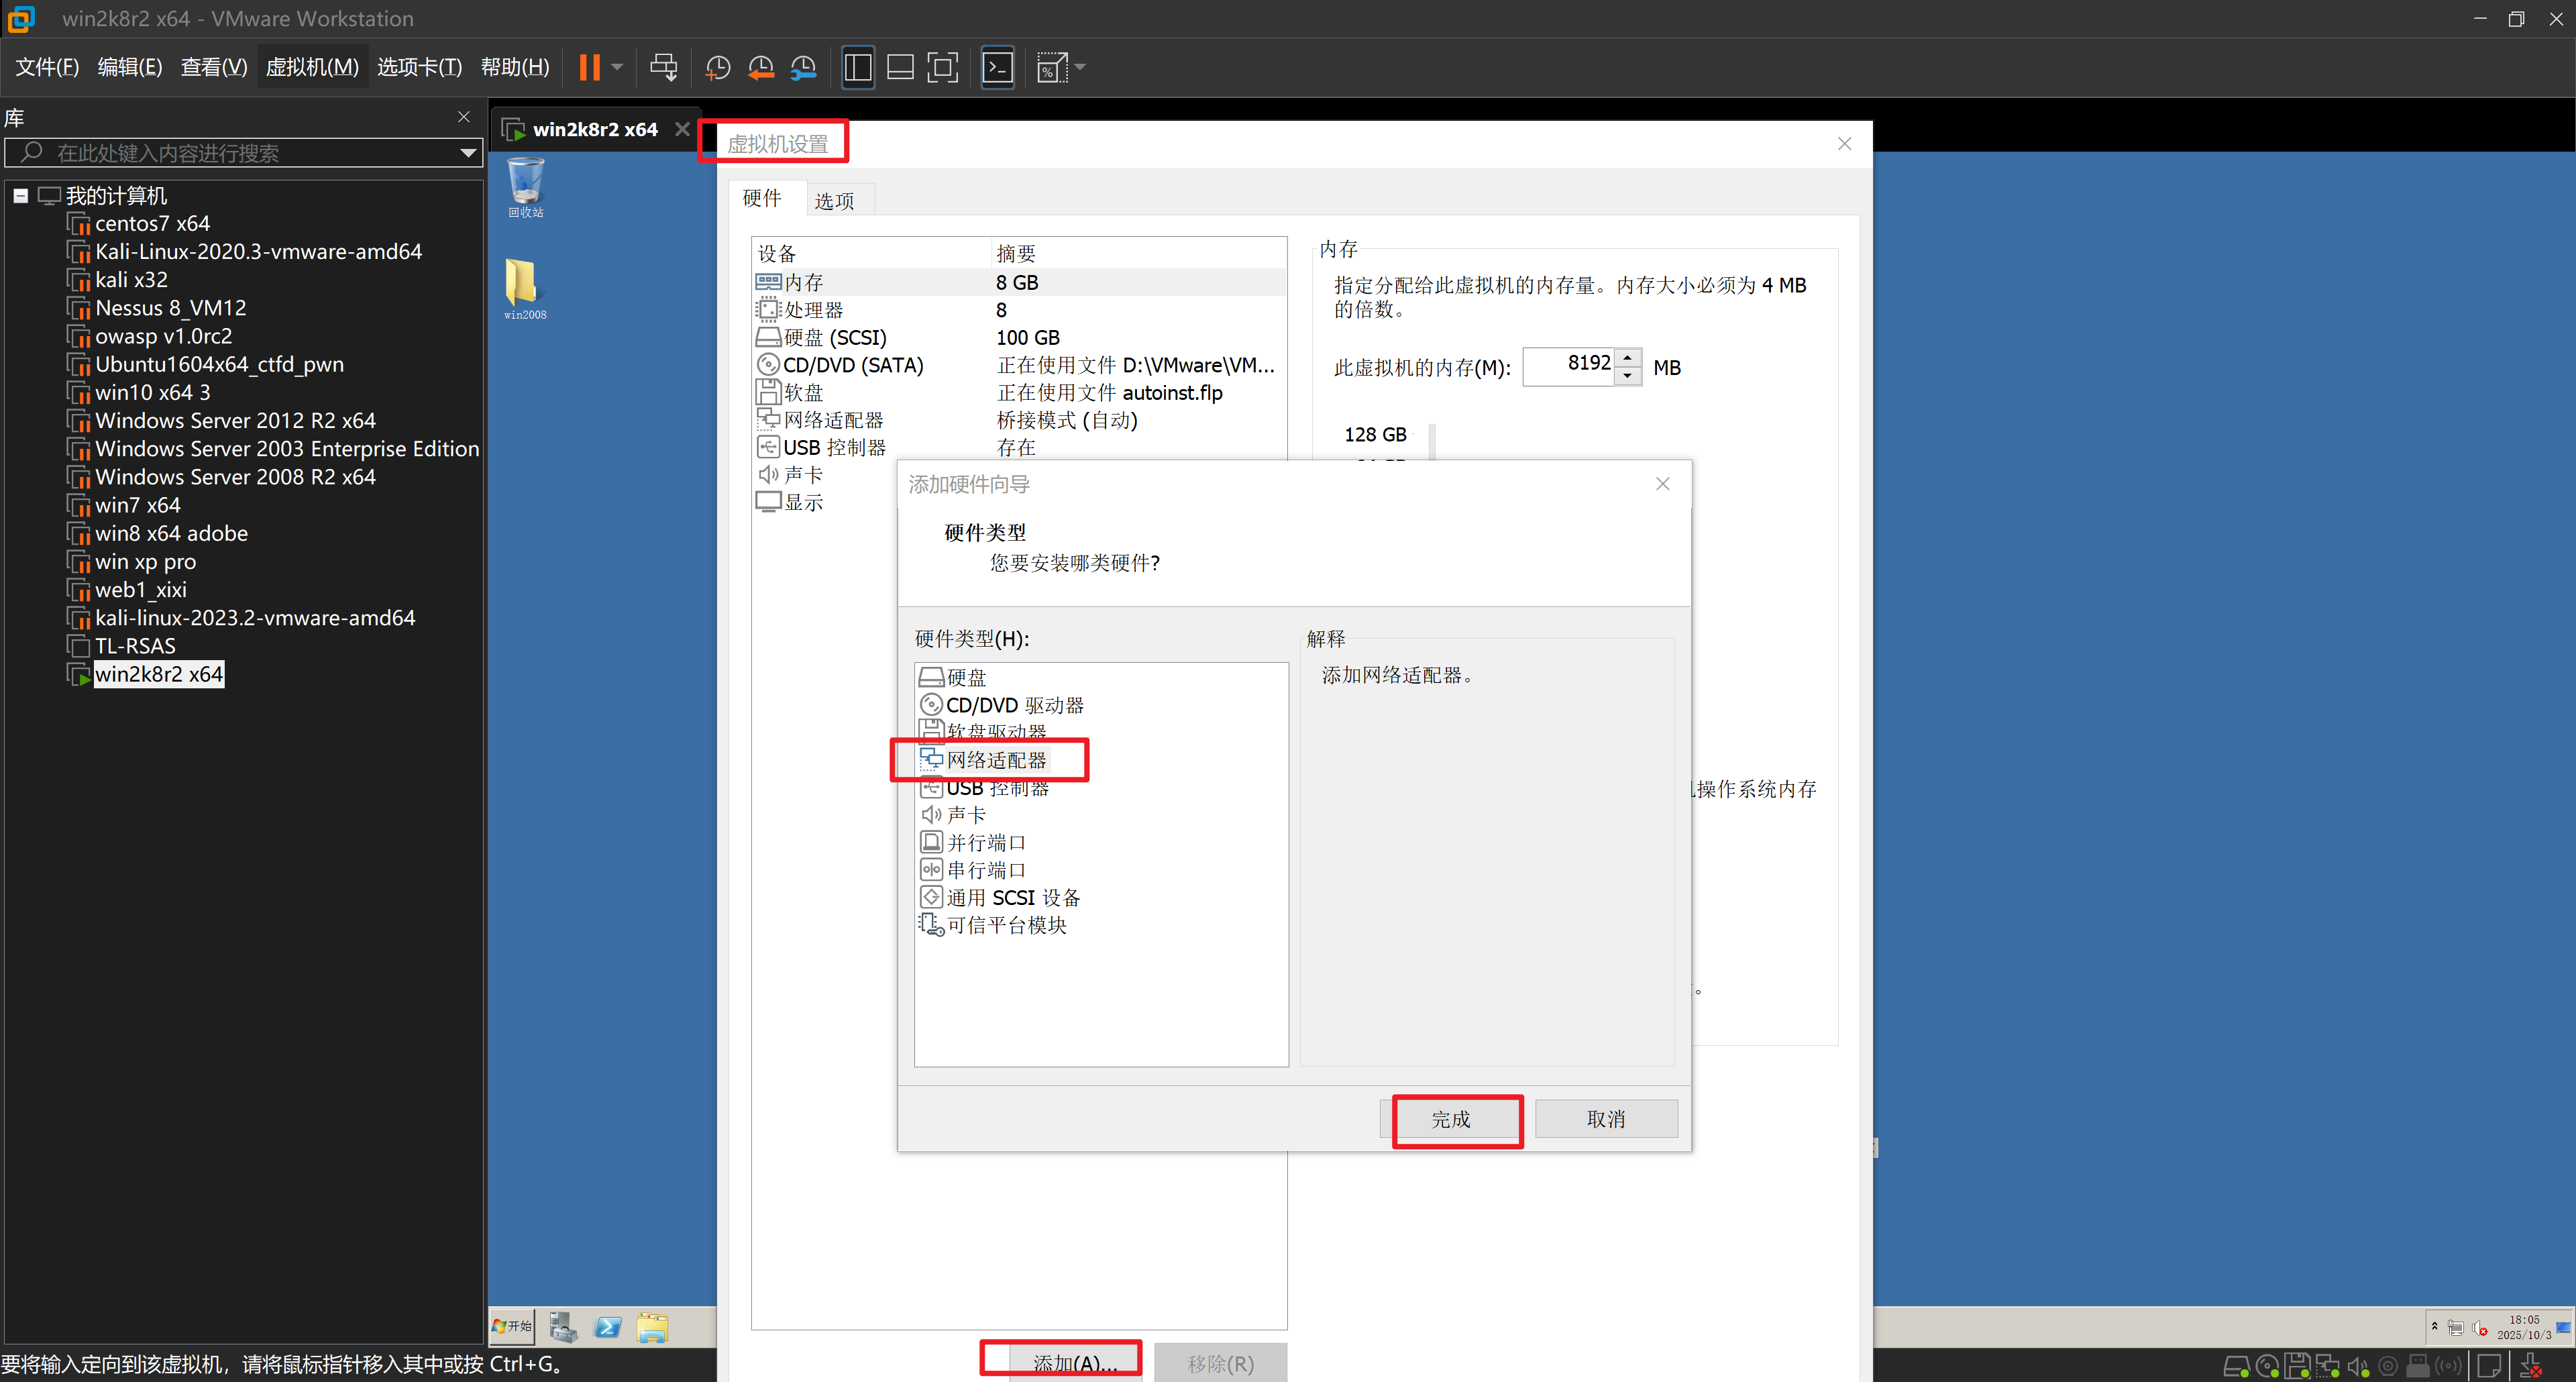 win2k8r2 x64 - VMware Workstation
文件(F) 编辑(E) 查看(V) 虚拟机(M) 选项卡(T) 帮助(H)
库
在此处键入内容进行搜索
我的计算机
centos7 x64
Kali-Linux-2020.3-vmware-amd64
kali x32
Nessus 8_VM12
owasp v1.0rc2
Ubuntu1604x64_ctfd_pwn
win10 x64 3
Windows Server 2012 R2 x64
Windows Server 2003 Enterprise Edition
Windows Server 2008 R2 x64
win7 x64
win8 x64 adobe
win xp pro
web1_xixi
kali-linux-2023.2-vmware-amd64
TL-RSAS
win2k8r2 x64
win2k8r2 x64
回收站
win2008
虚拟机设置
硬件 选项
设备 摘要
内存 8 GB
处理器 8
硬盘 (SCSI) 100 GB
CD/DVD (SATA) 正在使用文件 D:\VMware\VM...
软盘 正在使用文件 autoinst.flp
网络适配器 桥接模式 (自动)
USB 控制器 存在
声卡
显示
内存
指定分配给此虚拟机的内存量。内存大小必须为 4 MB
的倍数。
此虚拟机的内存(M): 8192 MB
128 GB
操作系统内存
。
添加硬件向导
硬件类型
您要安装哪类硬件?
硬件类型(H):
硬盘
CD/DVD 驱动器
软盘驱动器
网络适配器
USB 控制器
声卡
并行端口
串行端口
通用 SCSI 设备
可信平台模块
解释
添加网络适配器。
完成 取消
添加(A)... 移除(R)
开始
18:05
2025/10/3
要将输入定向到该虚拟机，请将鼠标指针移入其中或按 Ctrl+G。